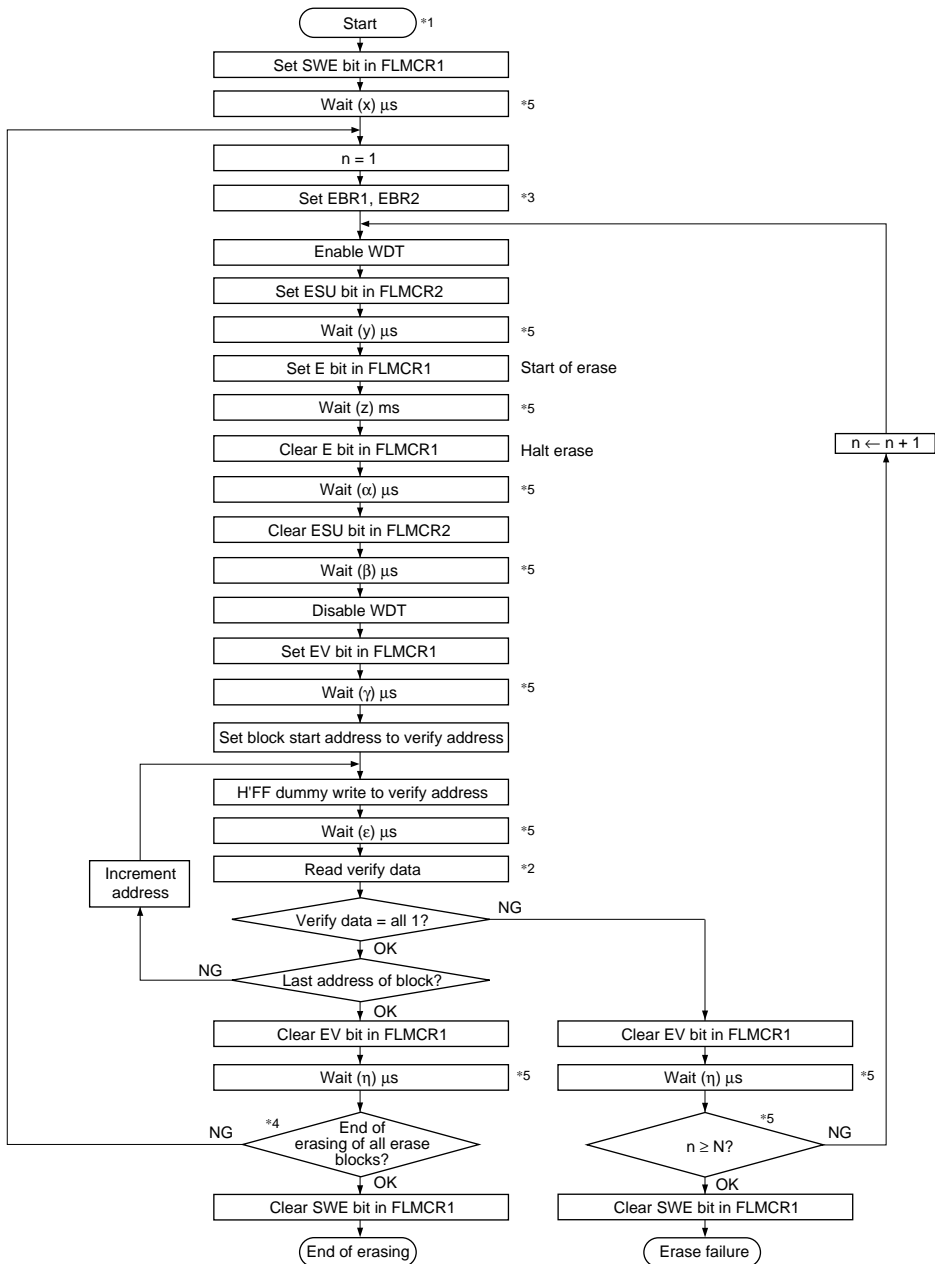 Start
*1
Set SWE bit in FLMCR1
Wait (x) μs
*5
n = 1
Set EBR1, EBR2
*3
Enable WDT
Set ESU bit in FLMCR2
Wait (y) μs
*5
Set E bit in FLMCR1
Start of erase
Wait (z) ms
*5
n ← n + 1
Clear E bit in FLMCR1
Halt erase
Wait (α) μs
*5
Clear ESU bit in FLMCR2
Wait (β) μs
*5
Disable WDT
Set EV bit in FLMCR1
Wait (γ) μs
*5
Set block start address to verify address
H'FF dummy write to verify address
Wait (ε) μs
*5
Increment
address
Read verify data
*2
Verify data = all 1?
NG
OK
NG
Last address of block?
OK
Clear EV bit in FLMCR1
Clear EV bit in FLMCR1
Wait (η) μs
*5
Wait (η) μs
*5
NG
*4
End of
erasing of all erase
blocks?
*5
n ≥ N?
NG
OK
OK
Clear SWE bit in FLMCR1
Clear SWE bit in FLMCR1
End of erasing
Erase failure